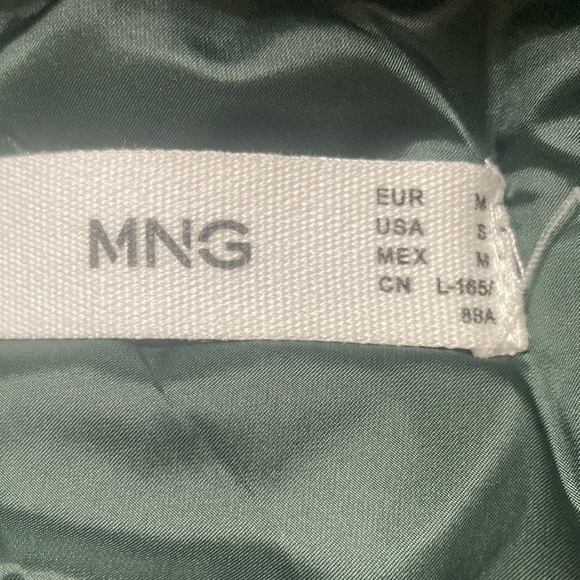 MNG
EUR M
USA S
MEX M
CN L-165/
88A